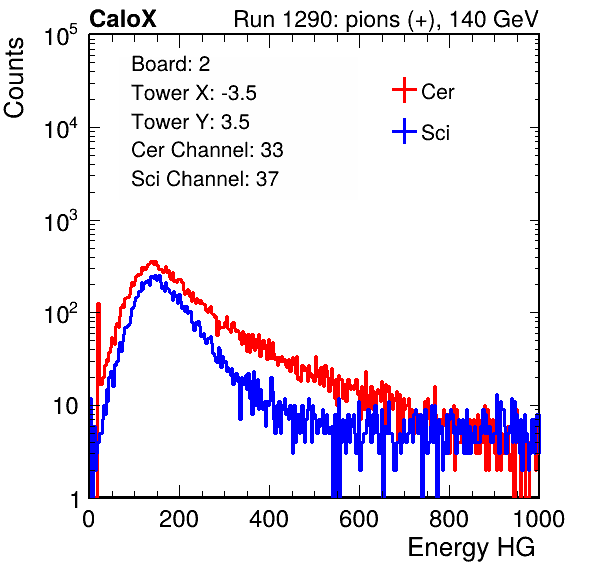 CaloX Run 1290: pions (+), 140 GeV
Counts
Board: 2
Tower X: -3.5
Tower Y: 3.5
Cer Channel: 33
Sci Channel: 37
Cer
Sci
10^5
10^4
10^3
10^2
10
1
0 200 400 600 800 1000
Energy HG